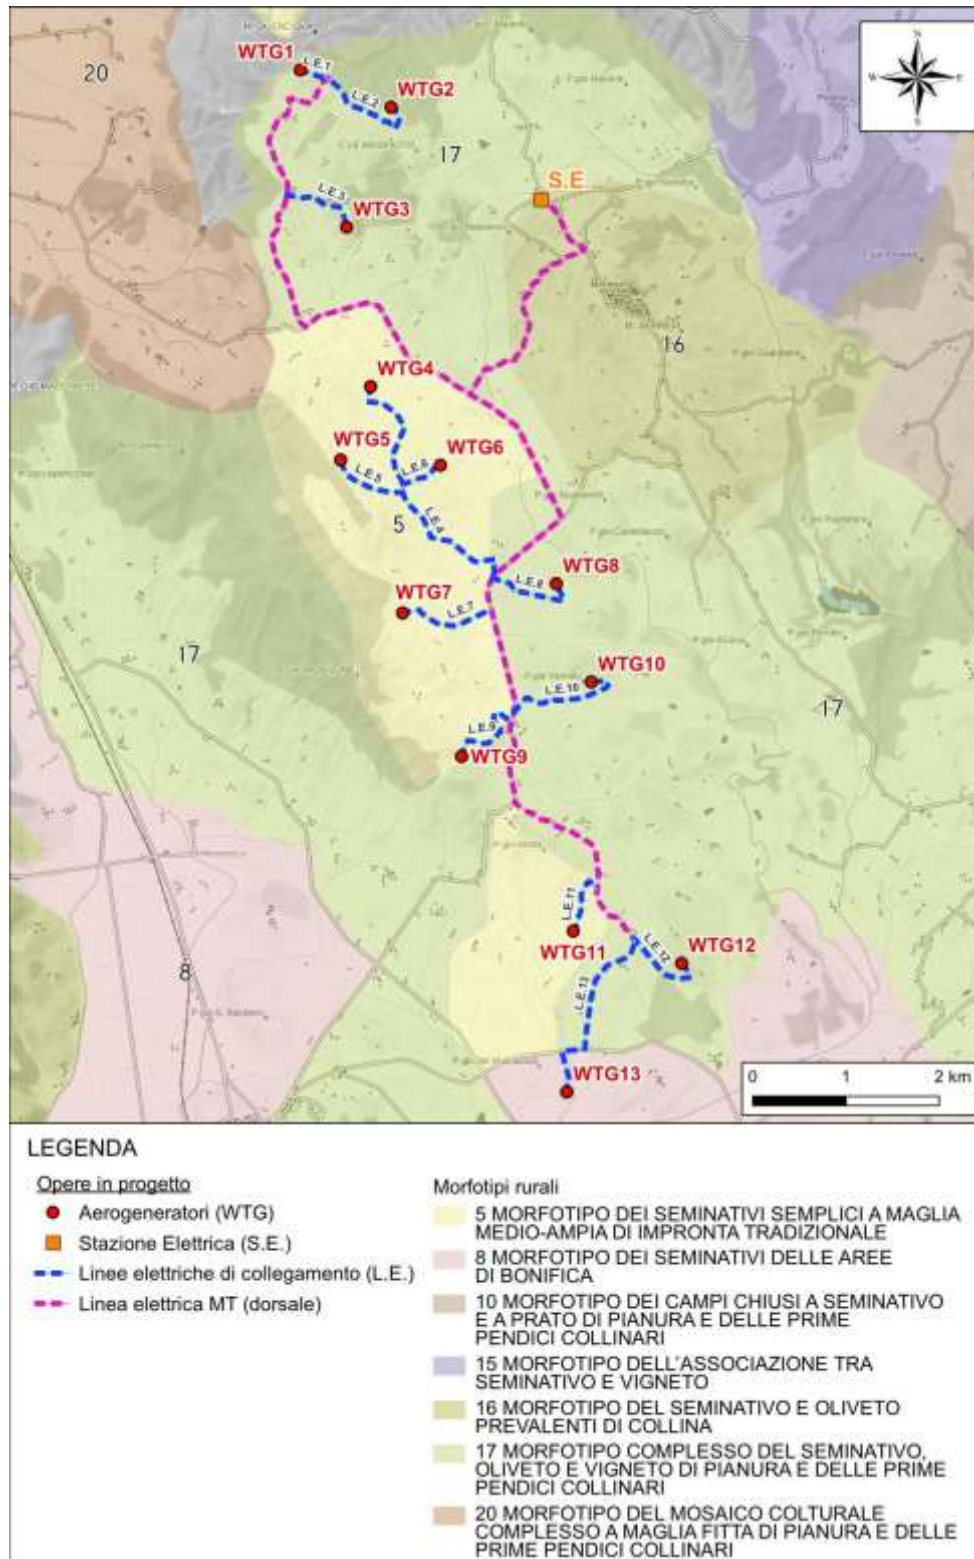 WTG1
L.E.1
20
L.E.2
WTG2
N
W
E
S
17
S.E
L.E.3
WTG3
16
WTG4
WTG5
WTG6
L.E.5
L.E.6
5
L.E.4
WTG7
L.E.7
L.E.8
WTG8
17
WTG10
L.E.10
17
L.E.9
WTG9
L.E.11
WTG11
WTG12
L.E.12
8
L.E.13
WTG13
0 1 2 km
LEGENDA
Opere in progetto
Aerogeneratori (WTG)
Stazione Elettrica (S.E.)
Linee elettriche di collegamento (L.E.)
Linea elettrica MT (dorsale)
Morfotipi rurali
5 MORFOTIPO DEI SEMINATIVI SEMPLICI A MAGLIA
MEDIO-AMPIA DI IMPRONTA TRADIZIONALE
8 MORFOTIPO DEI SEMINATIVI DELLE AREE
DI BONIFICA
10 MORFOTIPO DEI CAMPI CHIUSI A SEMINATIVO
E A PRATO DI PIANURA E DELLE PRIME
PENDICI COLLINARI
15 MORFOTIPO DELL'ASSOCIAZIONE TRA
SEMINATIVO E VIGNETO
16 MORFOTIPO DEL SEMINATIVO E OLIVETO
PREVALENTI DI COLLINA
17 MORFOTIPO COMPLESSO DEL SEMINATIVO,
OLIVETO E VIGNETO DI PIANURA E DELLE PRIME
PENDICI COLLINARI
20 MORFOTIPO DEL MOSAICO COLTURALE
COMPLESSO A MAGLIA FITTA DI PIANURA E DELLE
PRIME PENDICI COLLINARI